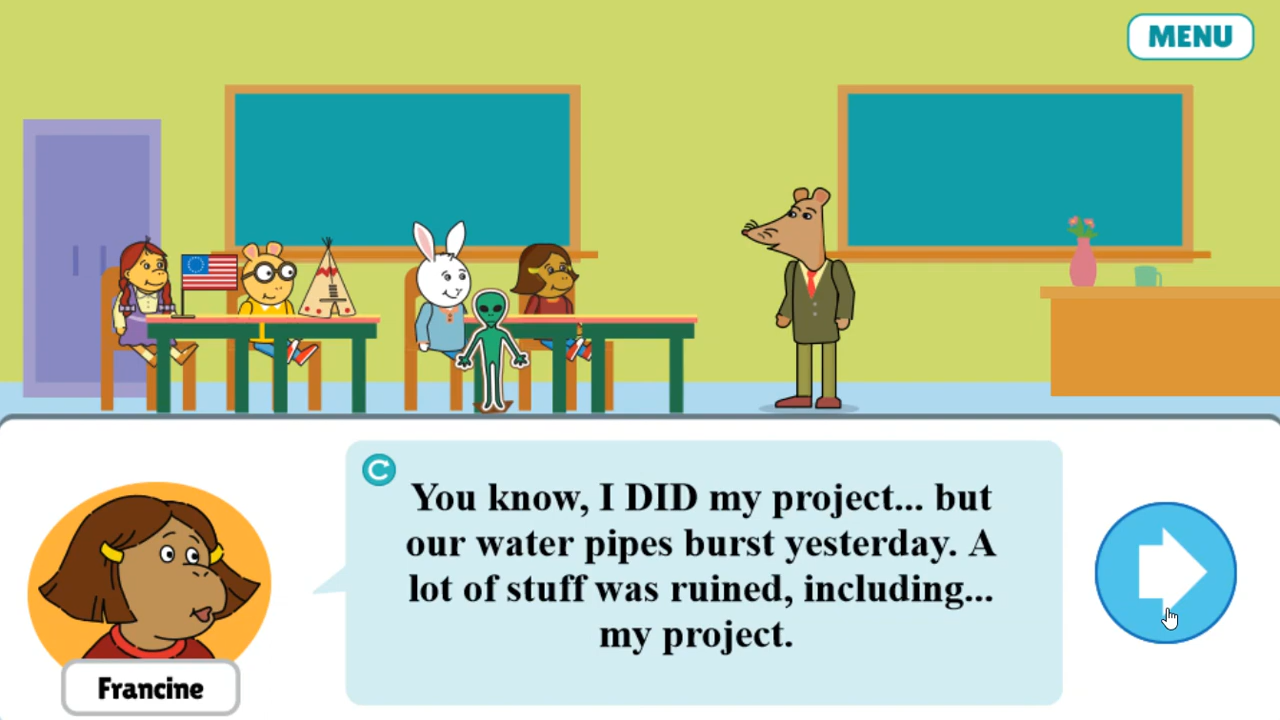 MENU
You know, I DID my project... but
our water pipes burst yesterday. A
lot of stuff was ruined, including...
my project.
Francine